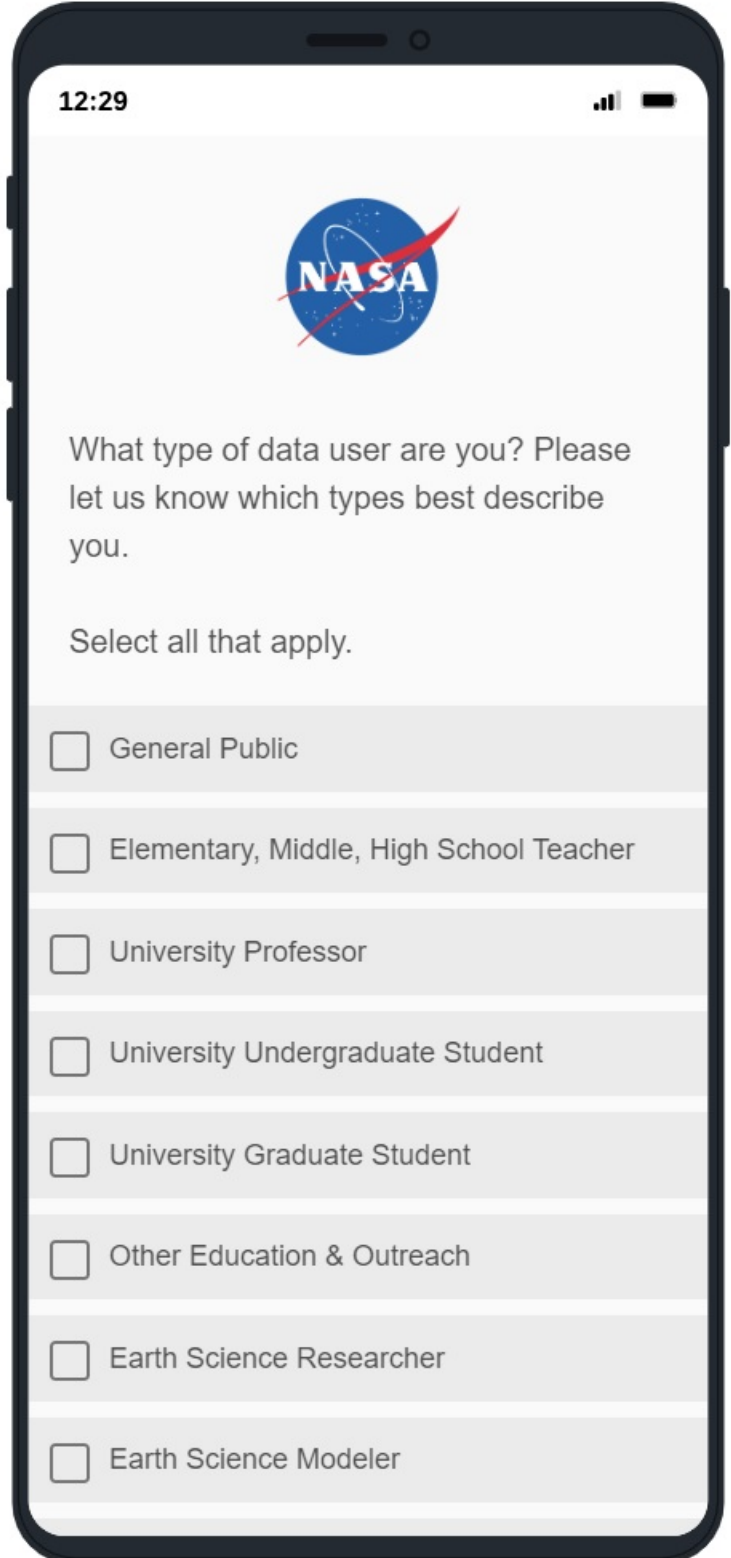 12:29
NASA
What type of data user are you? Please
let us know which types best describe
you.
Select all that apply.
General Public
Elementary, Middle, High School Teacher
University Professor
University Undergraduate Student
University Graduate Student
Other Education & Outreach
Earth Science Researcher
Earth Science Modeler